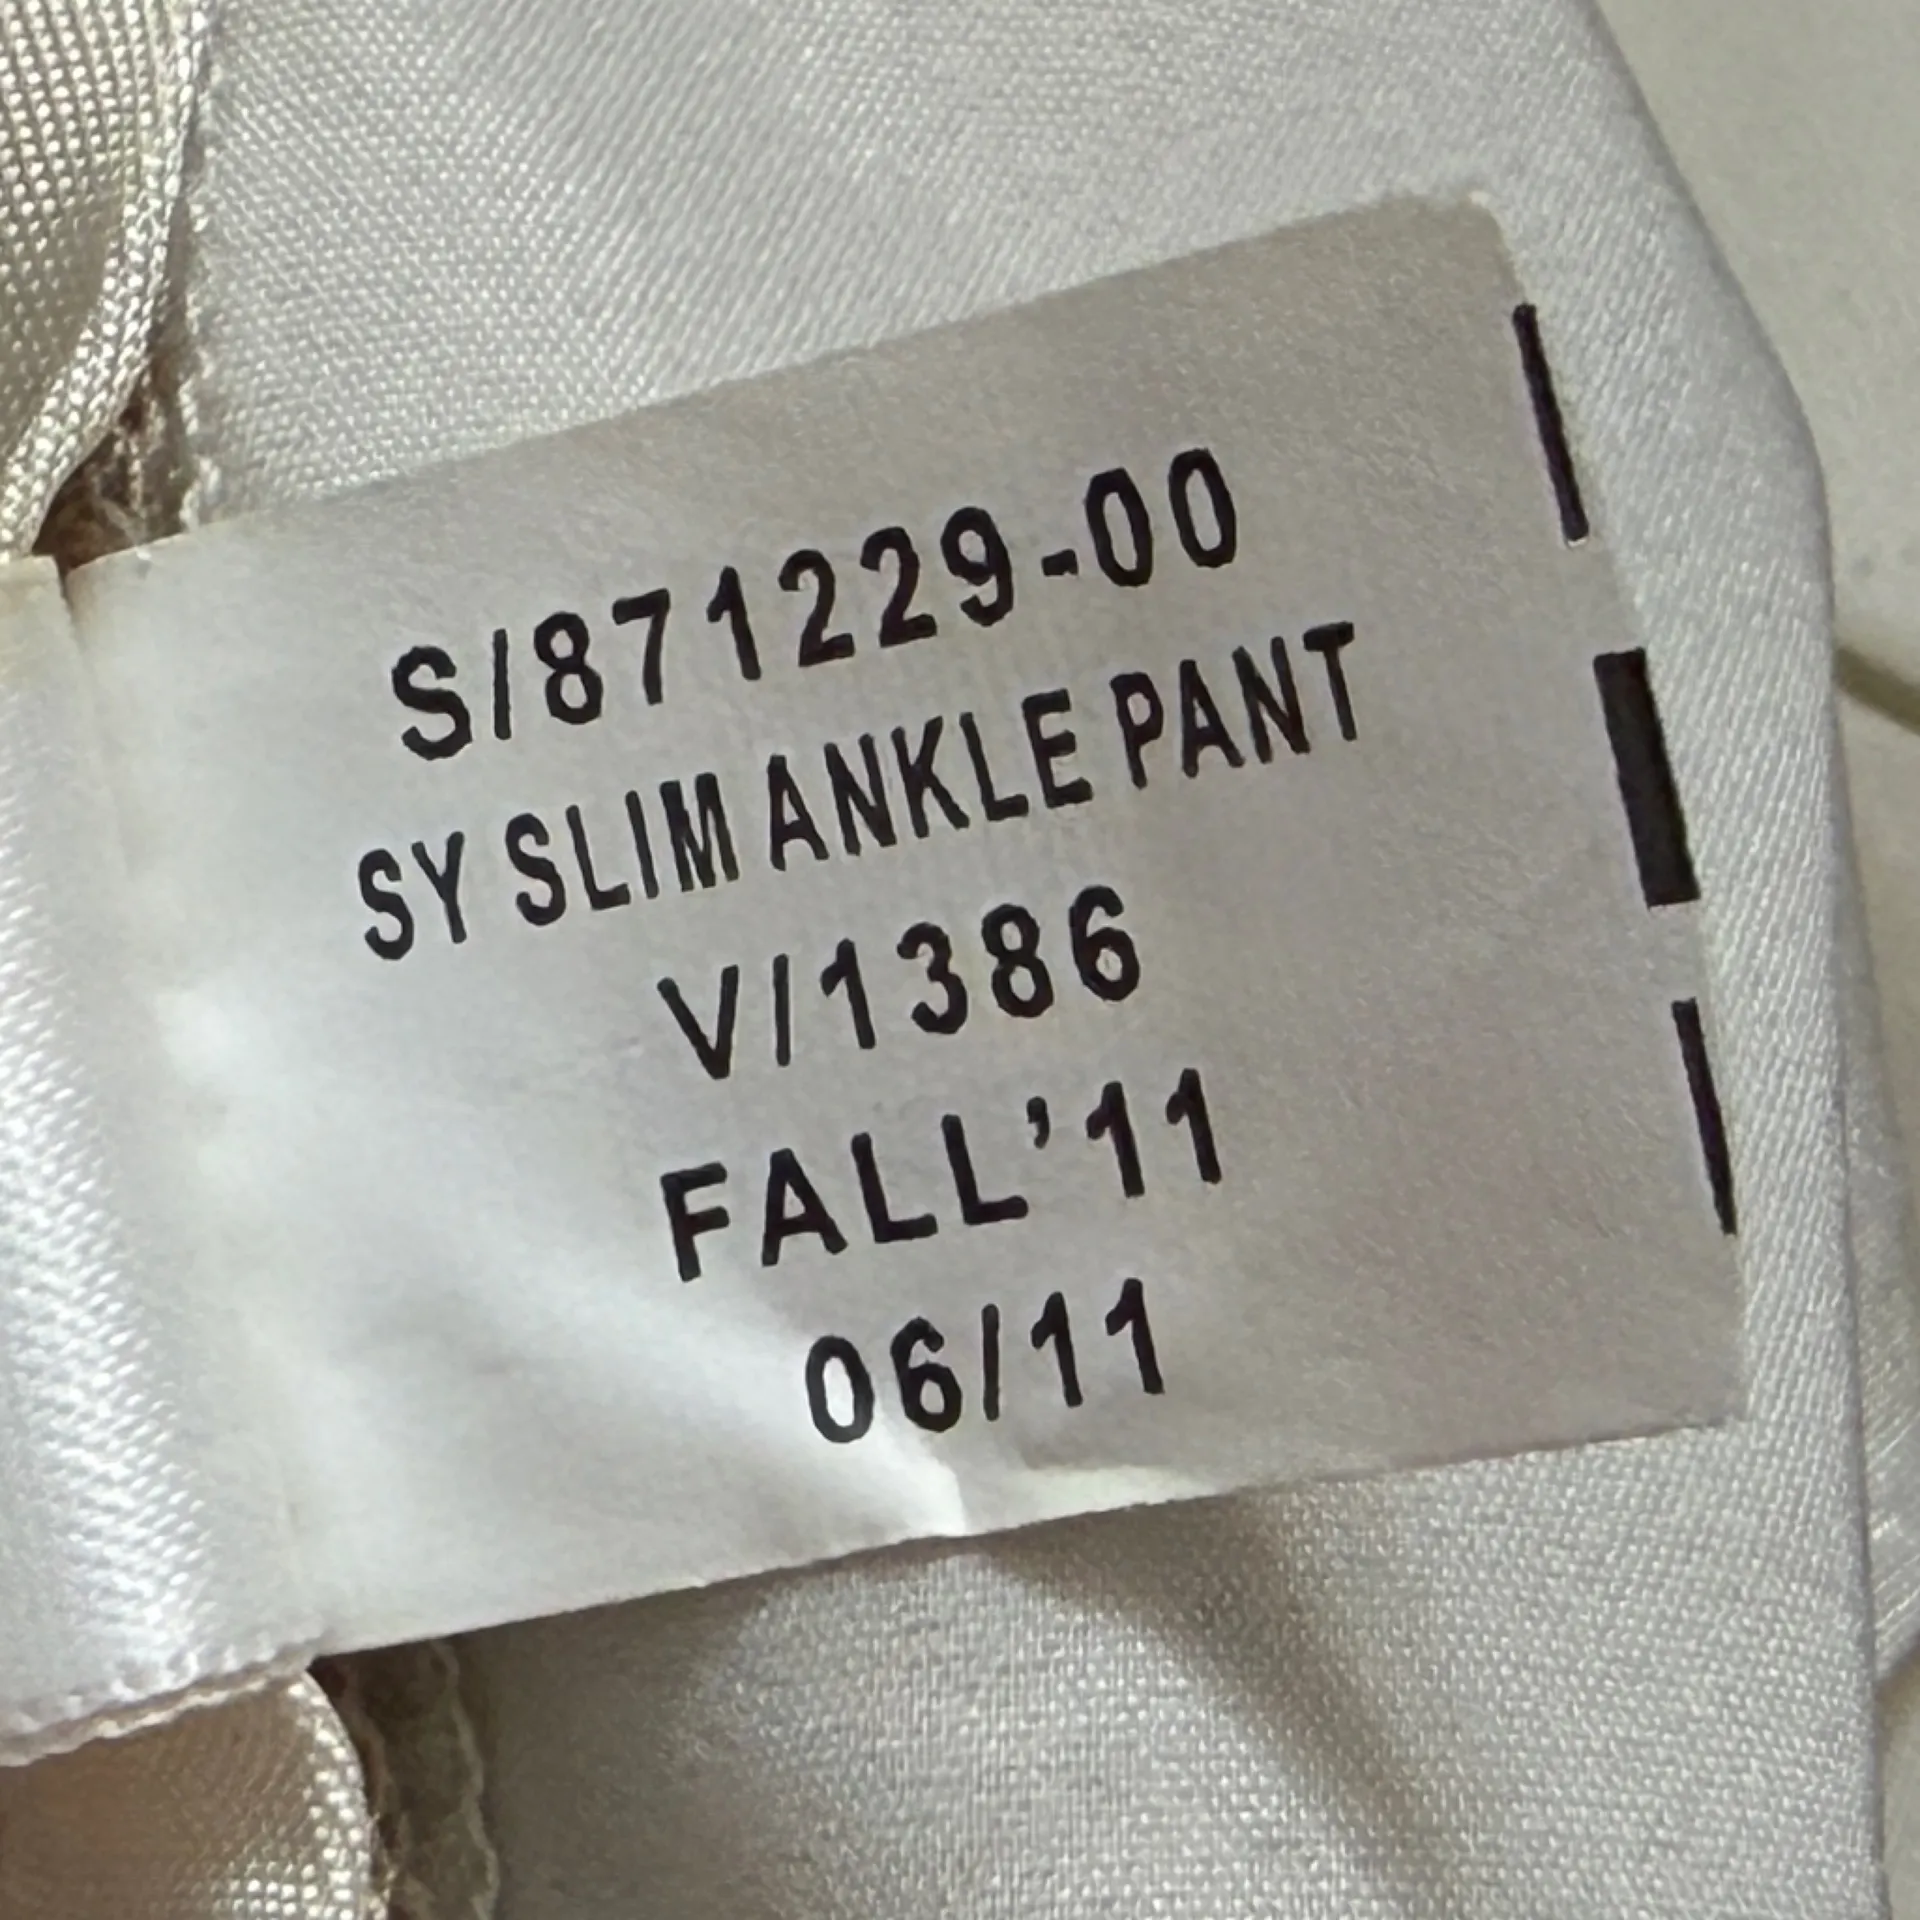 S/871229-00
SY SLIM ANKLE PANT
V/1386
FALL'11
06/11